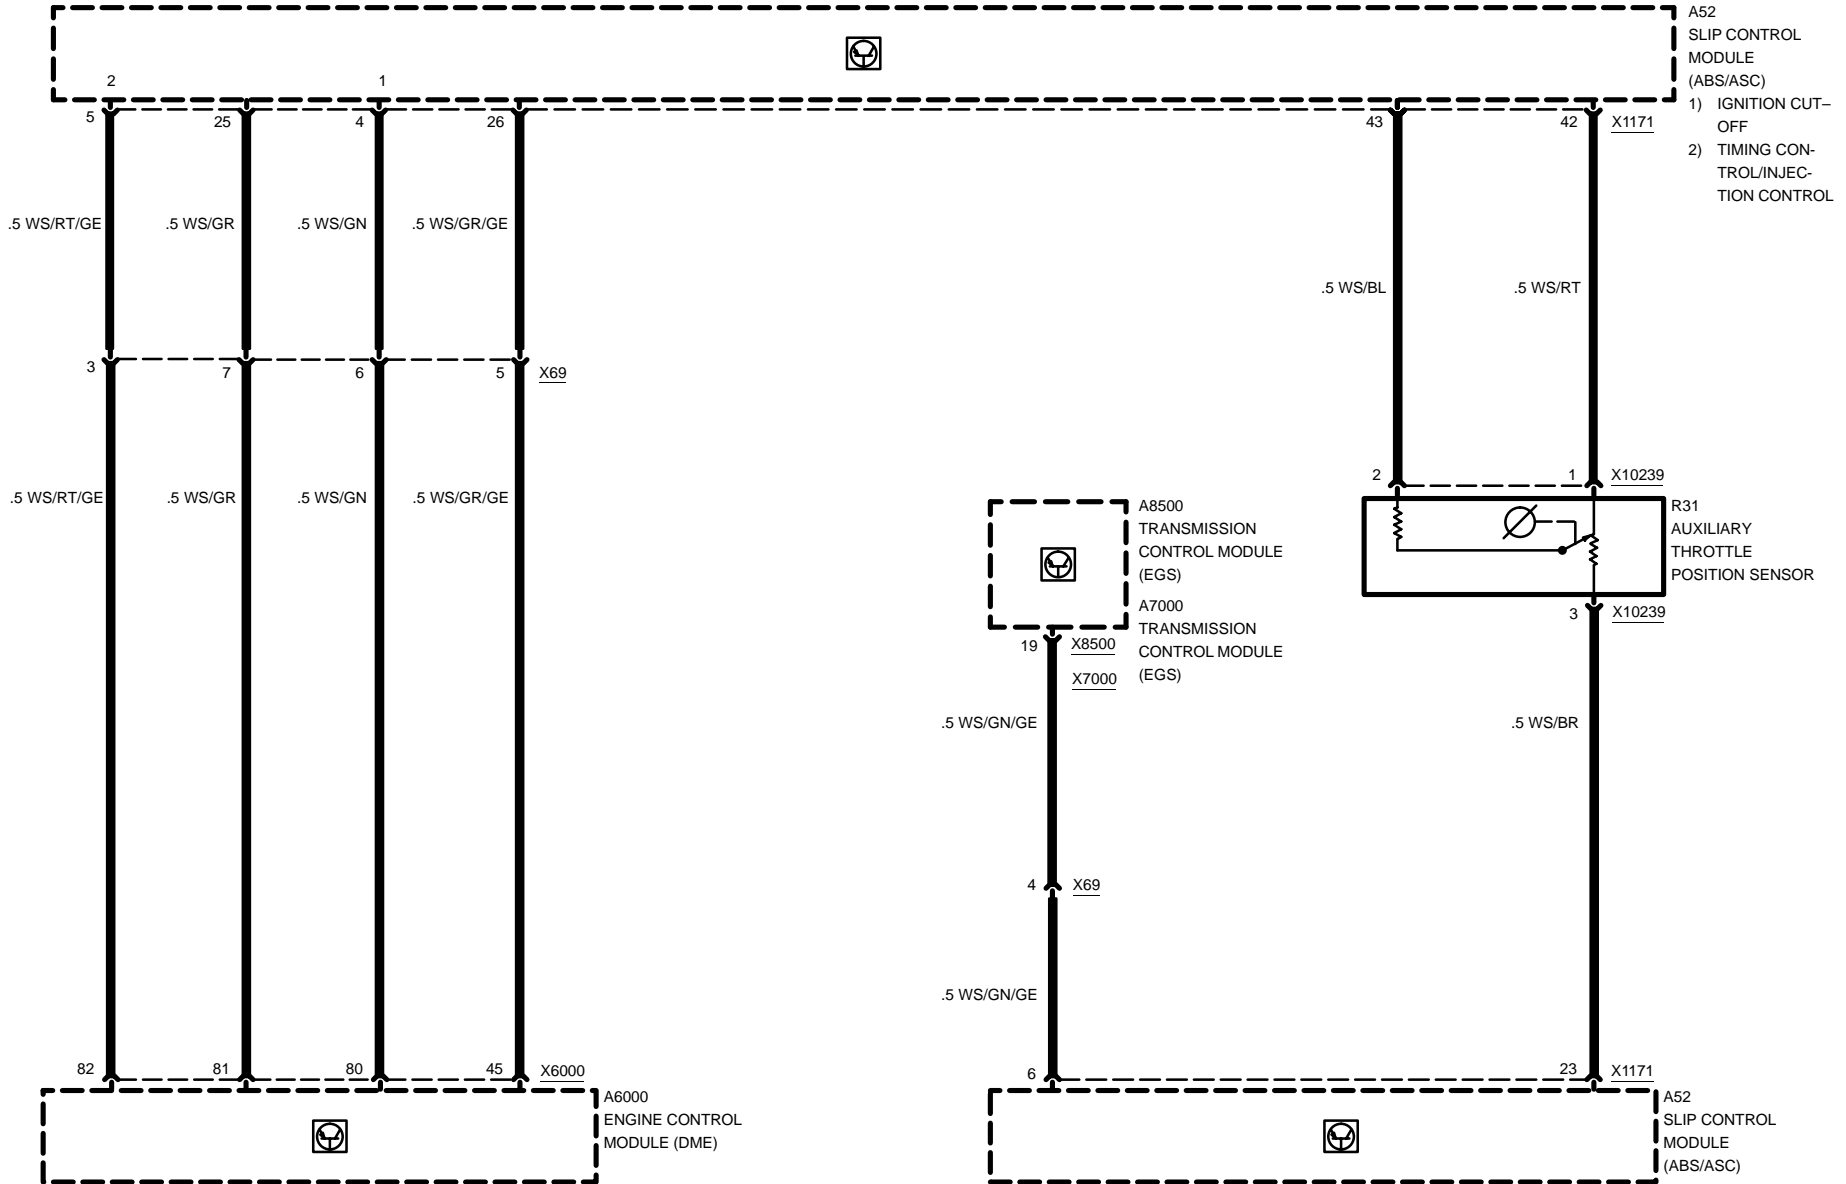 A52
SLIP CONTROL
MODULE
(ABS/ASC)
1) IGNITION CUT–
OFF
2) TIMING CON-
TROL/INJEC-
TION CONTROL
2 1
5 25 4 26 43 42 X1171
.5 WS/RT/GE .5 WS/GR .5 WS/GN .5 WS/GR/GE
.5 WS/BL .5 WS/RT
3 7 6 5 X69
2 1 X10239
.5 WS/RT/GE .5 WS/GR .5 WS/GN .5 WS/GR/GE
A8500
TRANSMISSION
CONTROL MODULE
(EGS)
A7000
TRANSMISSION
CONTROL MODULE
(EGS)
R31
AUXILIARY
THROTTLE
POSITION SENSOR
3 X10239
19 X8500
X7000
.5 WS/GN/GE .5 WS/BR
4 X69
.5 WS/GN/GE
82 81 80 45 X6000
6 23 X1171
A6000
ENGINE CONTROL
MODULE (DME)
A52
SLIP CONTROL
MODULE
(ABS/ASC)